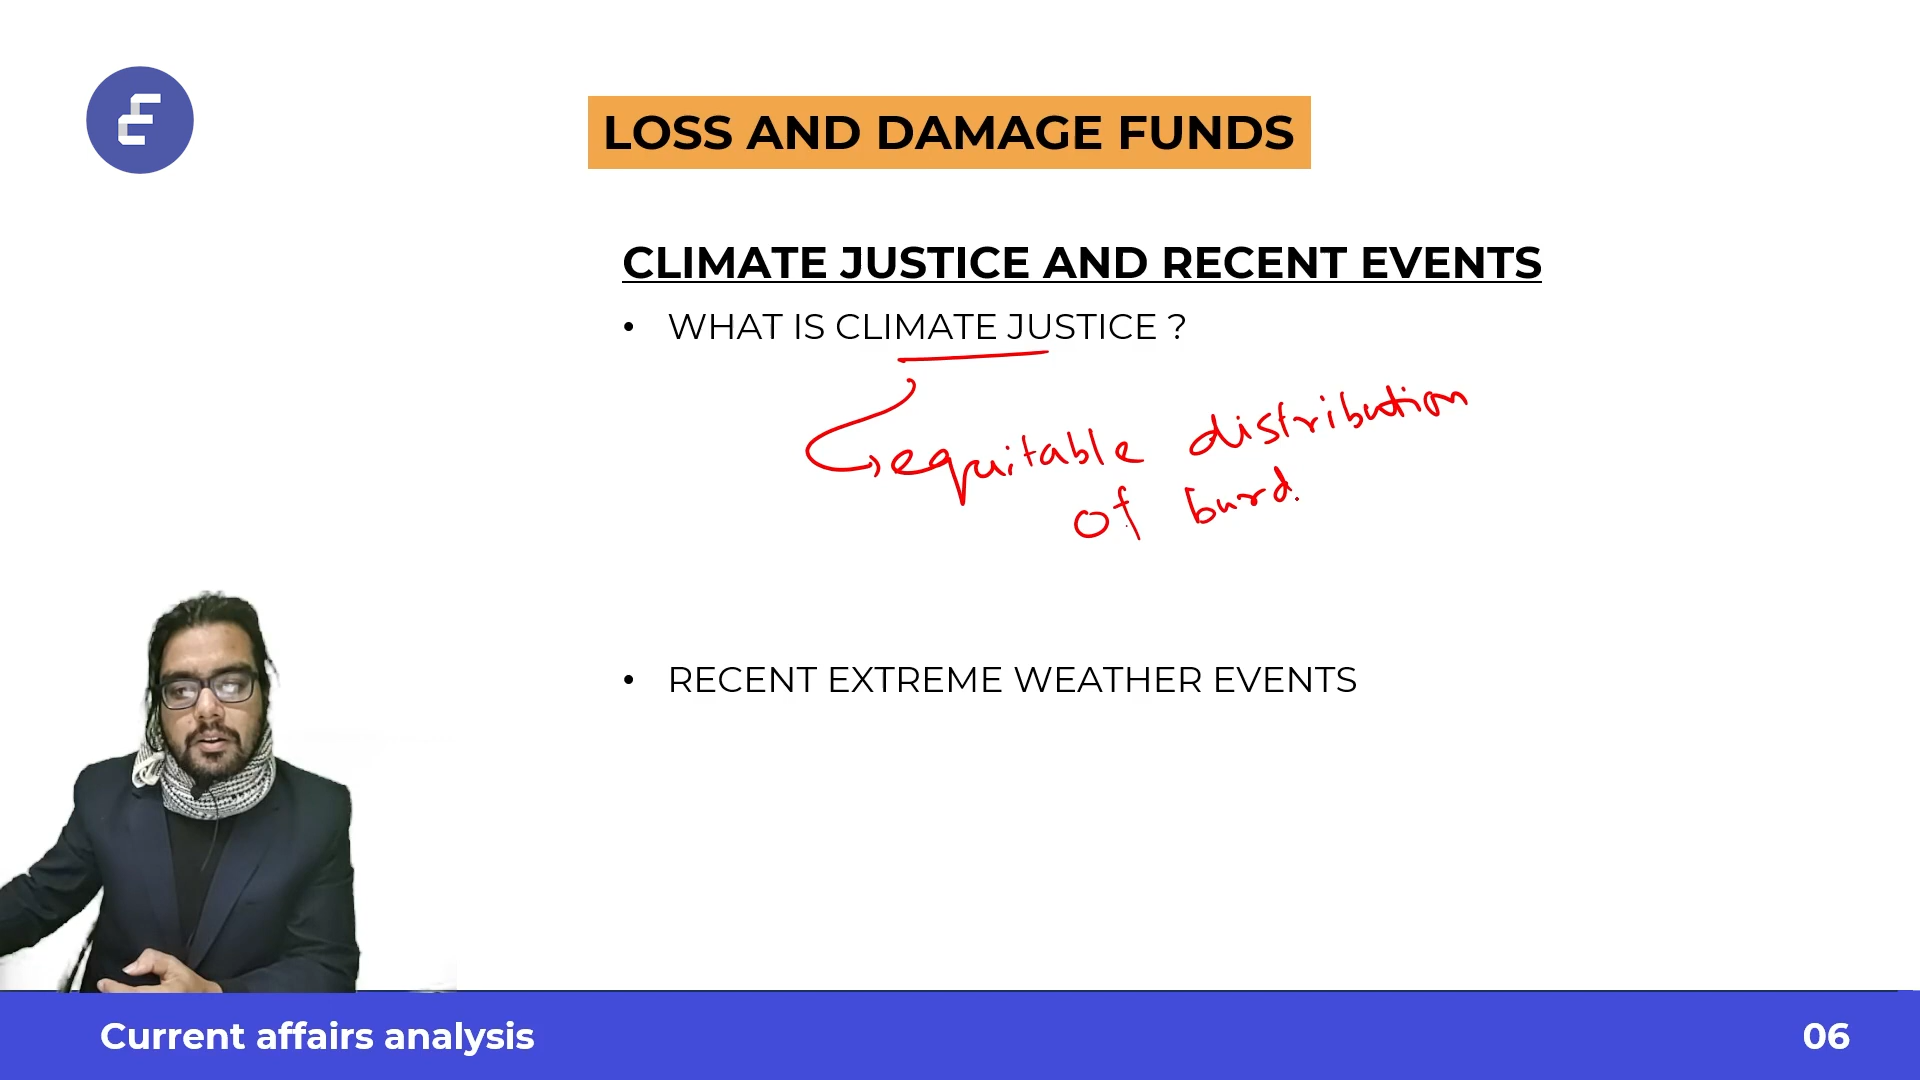 LOSS AND DAMAGE FUNDS
CLIMATE JUSTICE AND RECENT EVENTS
• WHAT IS CLIMATE JUSTICE ?
equitable distribution
of burd
• RECENT EXTREME WEATHER EVENTS
Current affairs analysis
06